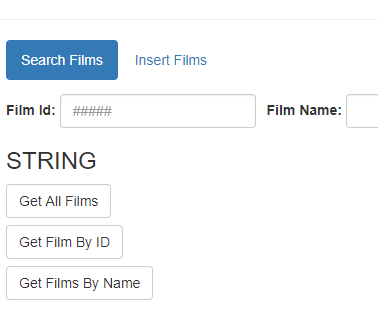 Search Films Insert Films
Film Id: ##### Film Name:
STRING
Get All Films
Get Film By ID
Get Films By Name